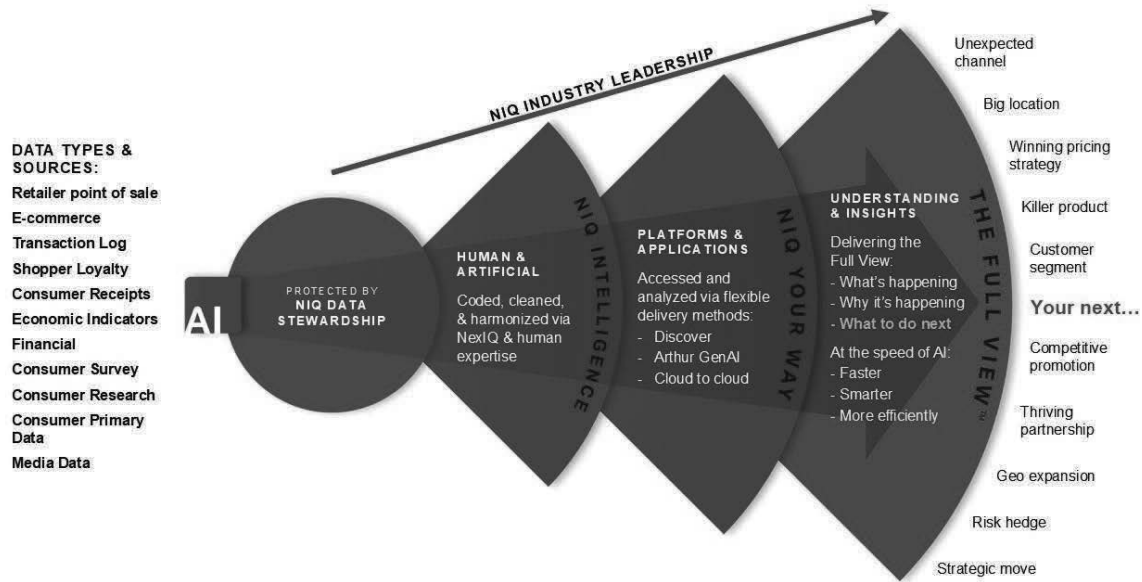 NIQ INDUSTRY LEADERSHIP
DATA TYPES &
SOURCES:
Retailer point of sale
E-commerce
Transaction Log
Shopper Loyalty
Consumer Receipts
Economic Indicators
Financial
Consumer Survey
Consumer Research
Consumer Primary
Data
Media Data
AI
PROTECTED BY
NIQ DATA
STEWARDSHIP
HUMAN &
ARTIFICIAL
Coded, cleaned,
& harmonized via
NexIQ & human
expertise
NIQ INTELLIGENCE
PLATFORMS &
APPLICATIONS
Accessed and
analyzed via flexible
delivery methods:
- Discover
- Arthur GenAI
- Cloud to cloud
NIQ YOUR WAY
UNDERSTANDING
& INSIGHTS
Delivering the
Full View:
- What's happening
- Why it's happening
- What to do next
At the speed of AI:
- Faster
- Smarter
- More efficiently
THE FULL VIEW™
Unexpected
channel
Big location
Winning pricing
strategy
Killer product
Customer
segment
Your next...
Competitive
promotion
Thriving
partnership
Geo expansion
Risk hedge
Strategic move